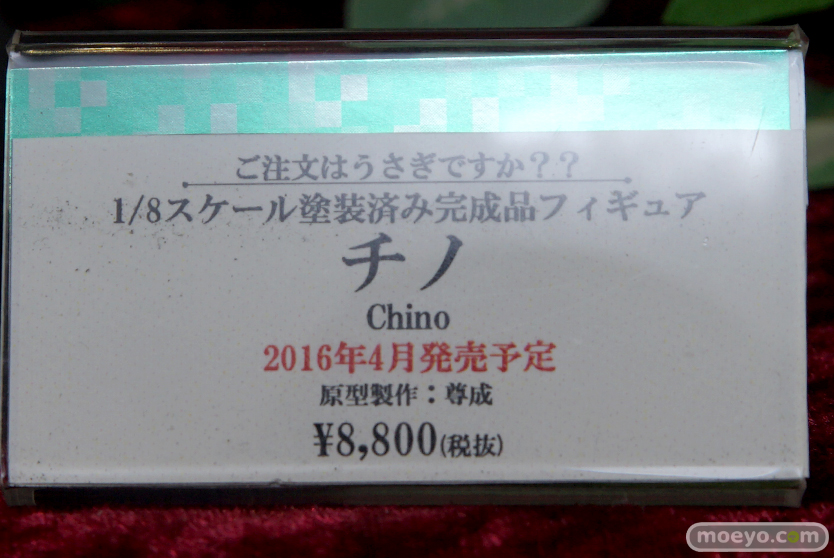 ご注文はうさぎですか？？
1/8スケール塗装済み完成品フィギュア
チノ
Chino
2016年4月発売予定
原型製作：尊成
¥8,800(税抜)
moeyo.com